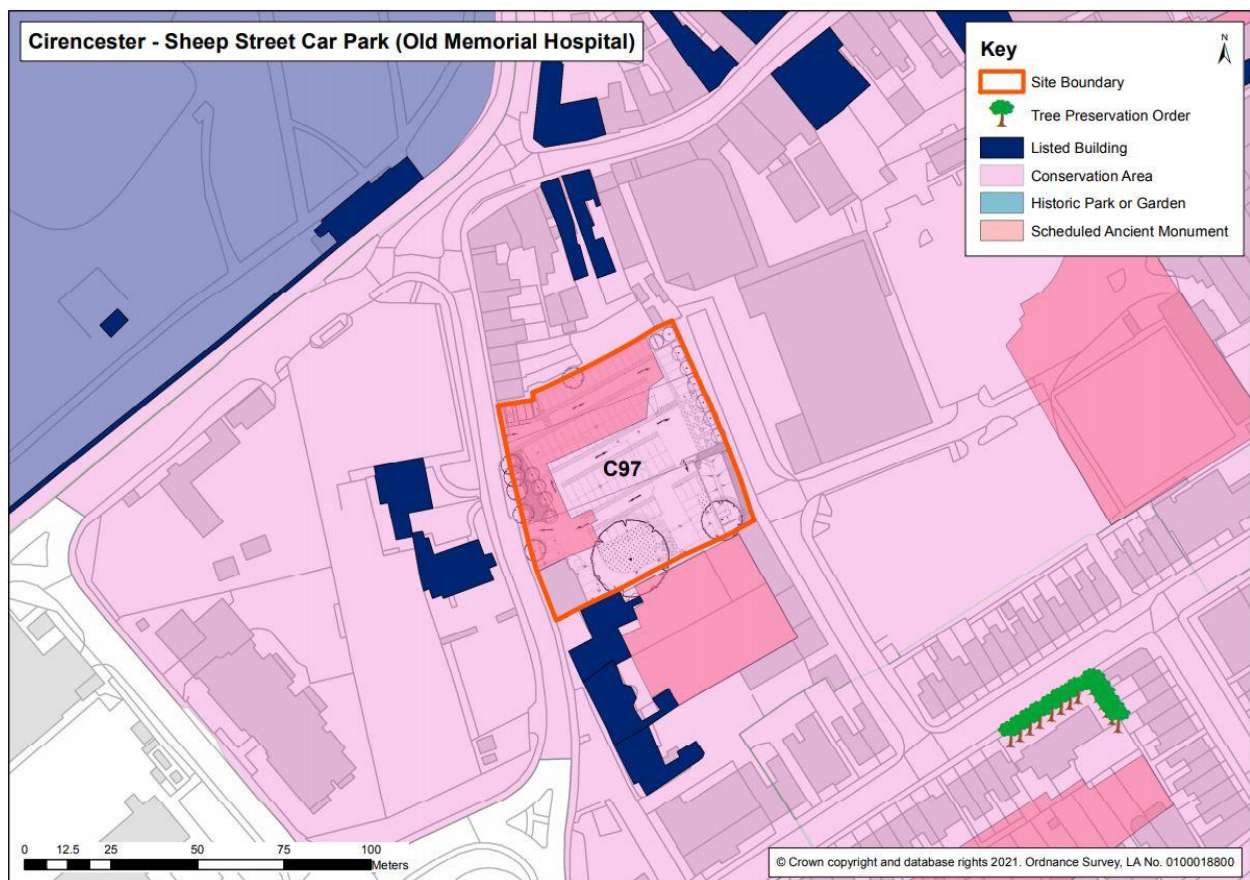 Cirencester - Sheep Street Car Park (Old Memorial Hospital)
Key
N
Site Boundary
Tree Preservation Order
Listed Building
Conservation Area
Historic Park or Garden
Scheduled Ancient Monument
C97
0 12.5 25 50 75 100
Meters
© Crown copyright and database rights 2021. Ordnance Survey, LA No. 0100018800